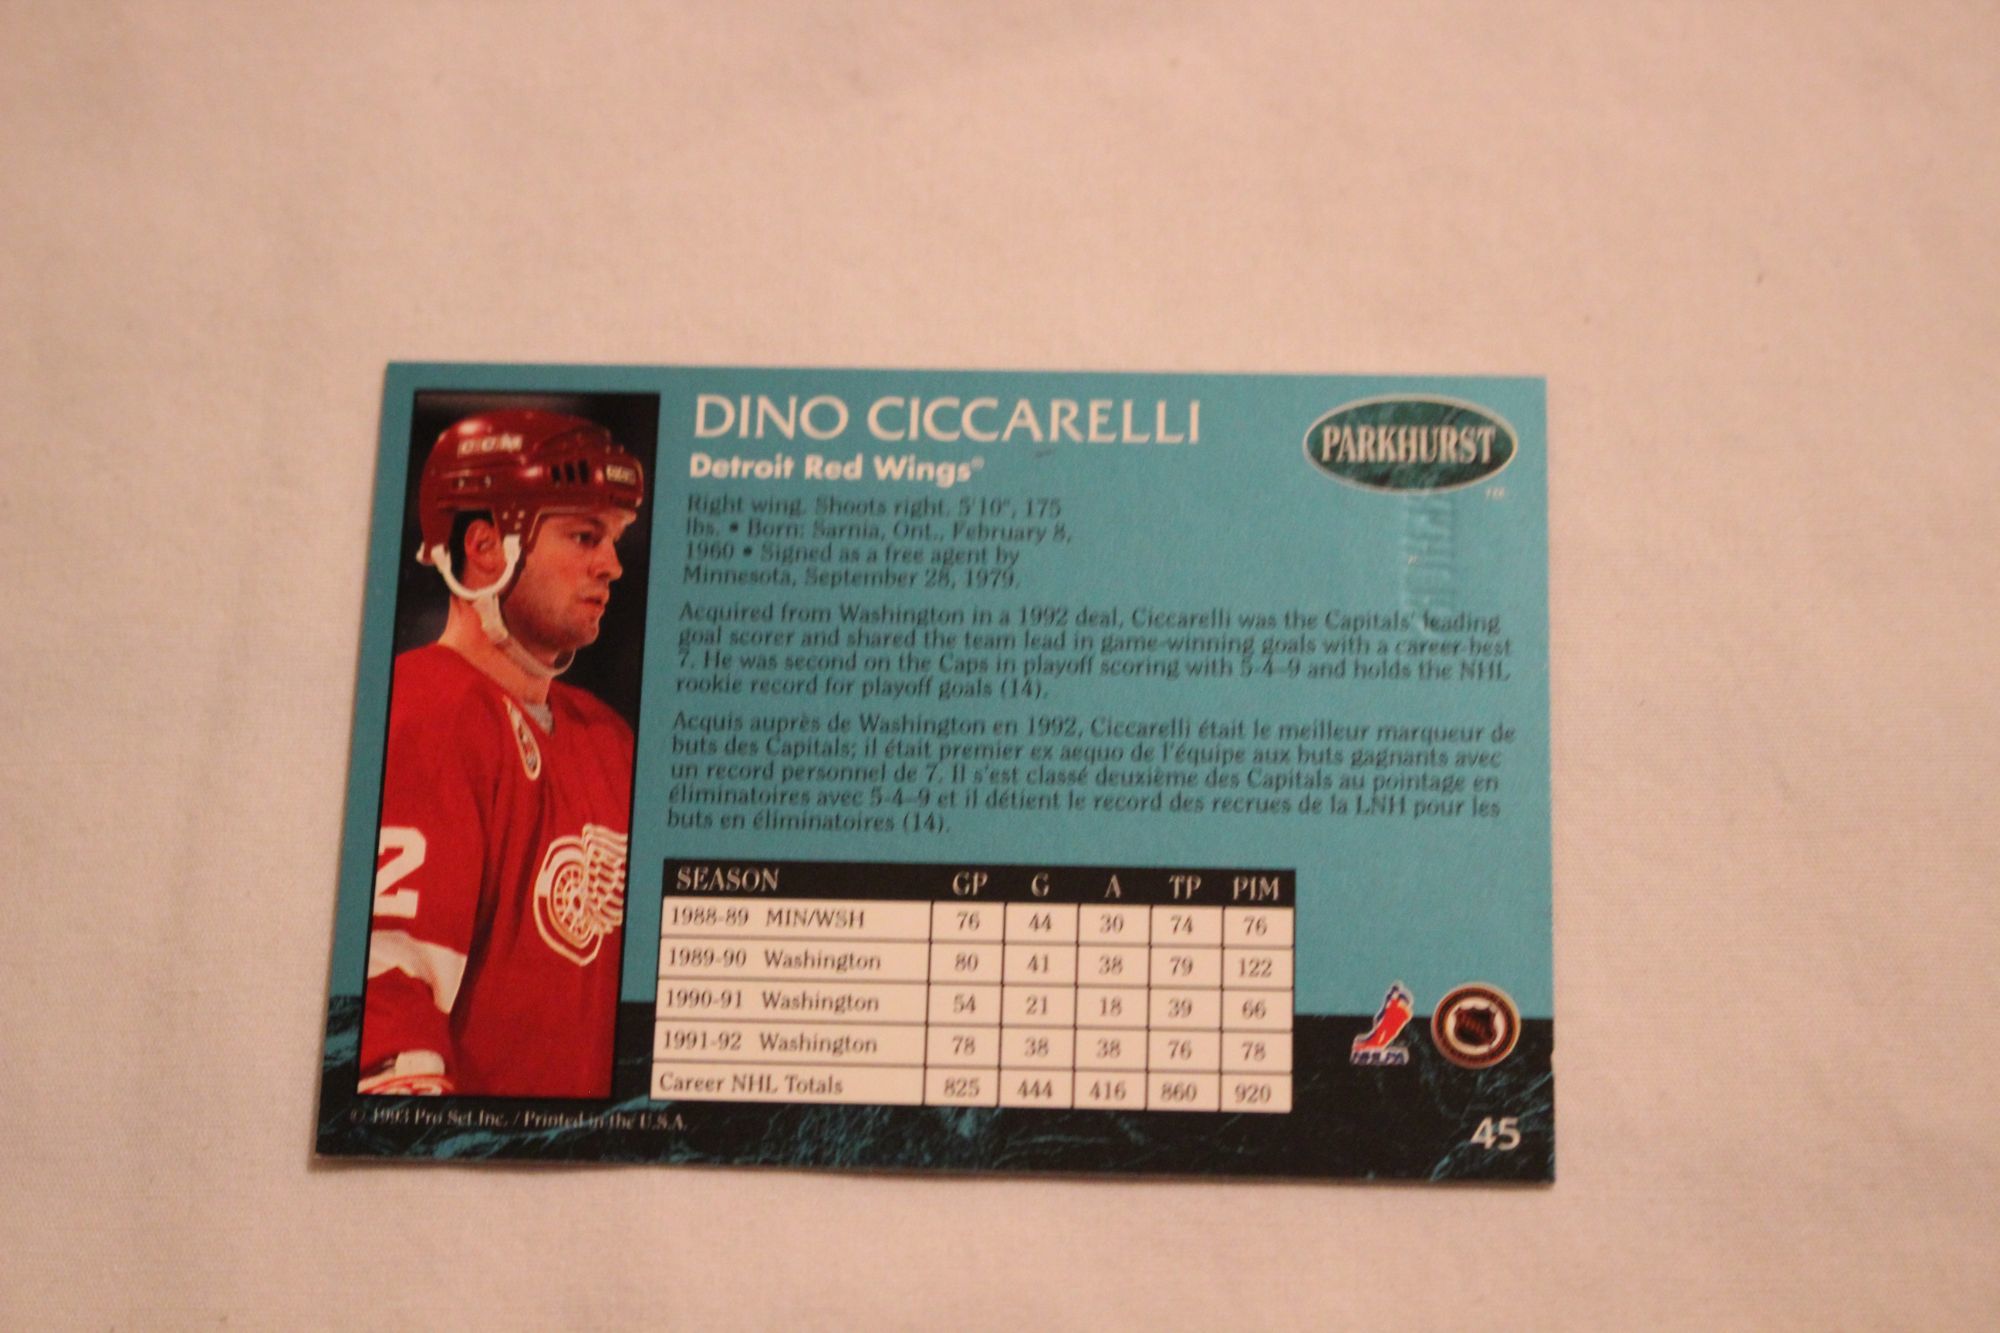 DINO CICCARELLI
PARKHURST
Detroit Red Wings®
Right wing. Shoots right. 5'10", 175
lbs. • Born: Sarnia, Ont., February 8,
1960 • Signed as a free agent by
Minnesota, September 28, 1979.
Acquired from Washington in a 1992 deal, Ciccarelli was the Capitals' leading
goal scorer and shared the team lead in game-winning goals with a career-best
7. He was second on the Caps in playoff scoring with 5-4–9 and holds the NHL
rookie record for playoff goals (14).
Acquis auprès de Washington en 1992, Ciccarelli était le meilleur marqueur de
buts des Capitals; il était premier ex aequo de l'équipe aux buts gagnants avec
un record personnel de 7. Il s'est classé deuxième des Capitals au pointage en
éliminatoires avec 5-4–9 et il détient le record des recrues de la LNH pour les
buts en éliminatoires (14).
SEASON GP G A TP PIM
1988-89 MIN/WSH 76 44 30 74 76
1989-90 Washington 80 41 38 79 122
1990-91 Washington 54 21 18 39 66
1991-92 Washington 78 38 38 76 78
Career NHL Totals 825 444 416 860 920
© 1993 Pro Set Inc. / Printed in the U.S.A.
45
CCM
2
NHLPA